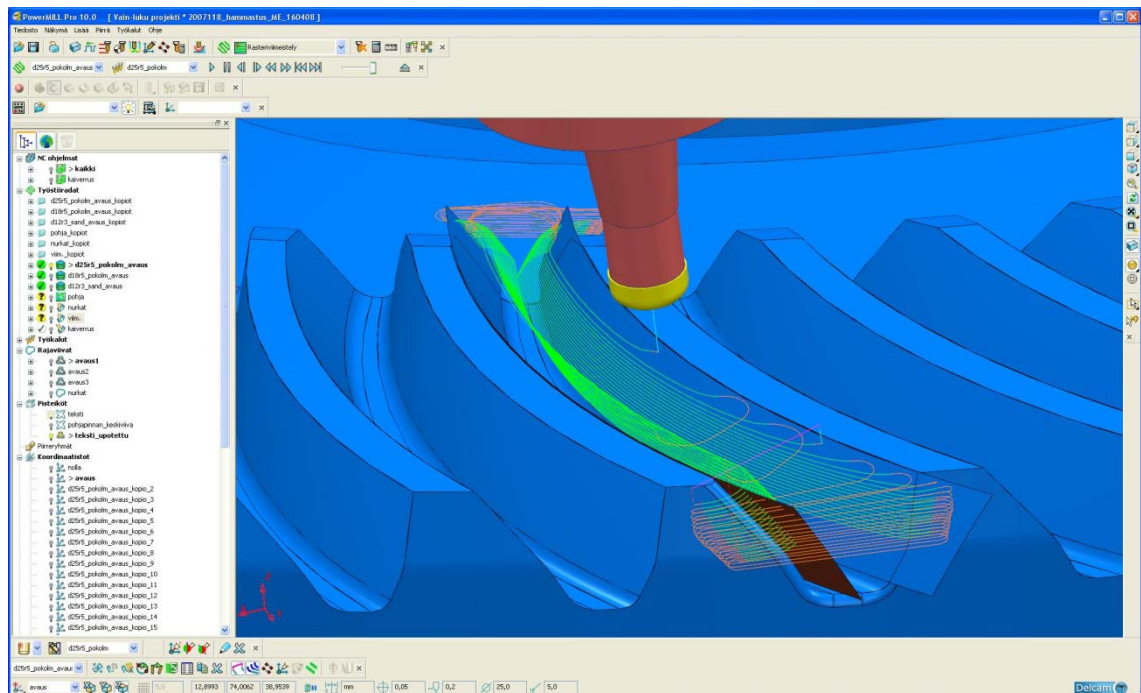 PowerMILL Pro 10.0 [ Vain-luku projekti * 2007118_hammastus_ME_160408 ]
Tiedosto Näkymä Lisää Piirrä Työkalut Ohje
Rasteriviimeistely
d25r5_pokolm_avaus d25r5_pokolm
NC ohjelmat
> kaikki
kaiverrus
Työstöradat
d25r5_pokolm_avaus_kopiot
d18r5_pokolm_avaus_kopiot
d12r3_sand_avaus_kopiot
pohja_kopiot
nurkat_kopiot
viim._kopiot
> d25r5_pokolm_avaus
d18r5_pokolm_avaus
d12r3_sand_avaus
pohja
nurkat
viim.
kaiverrus
Työkalut
Rajaviivat
> avaus1
avaus2
avaus3
nurkat
Pisteiköt
teksti
pohjapinnan_keskiviiva
> teksti_upotettu
Piirreryhmät
Koordinaatistot
nolla
> avaus
d25r5_pokolm_avaus_kopio_2
d25r5_pokolm_avaus_kopio_3
d25r5_pokolm_avaus_kopio_4
d25r5_pokolm_avaus_kopio_5
d25r5_pokolm_avaus_kopio_6
d25r5_pokolm_avaus_kopio_7
d25r5_pokolm_avaus_kopio_8
d25r5_pokolm_avaus_kopio_9
d25r5_pokolm_avaus_kopio_10
d25r5_pokolm_avaus_kopio_11
d25r5_pokolm_avaus_kopio_12
d25r5_pokolm_avaus_kopio_13
d25r5_pokolm_avaus_kopio_14
d25r5_pokolm_avaus_kopio_15
d25r5_pokolm
d25r5_pokolm_avaus
avaus 5,0 12,8993 74,0062 38,9539 mm 0,05 0,2 25,0 5,0 Delcam